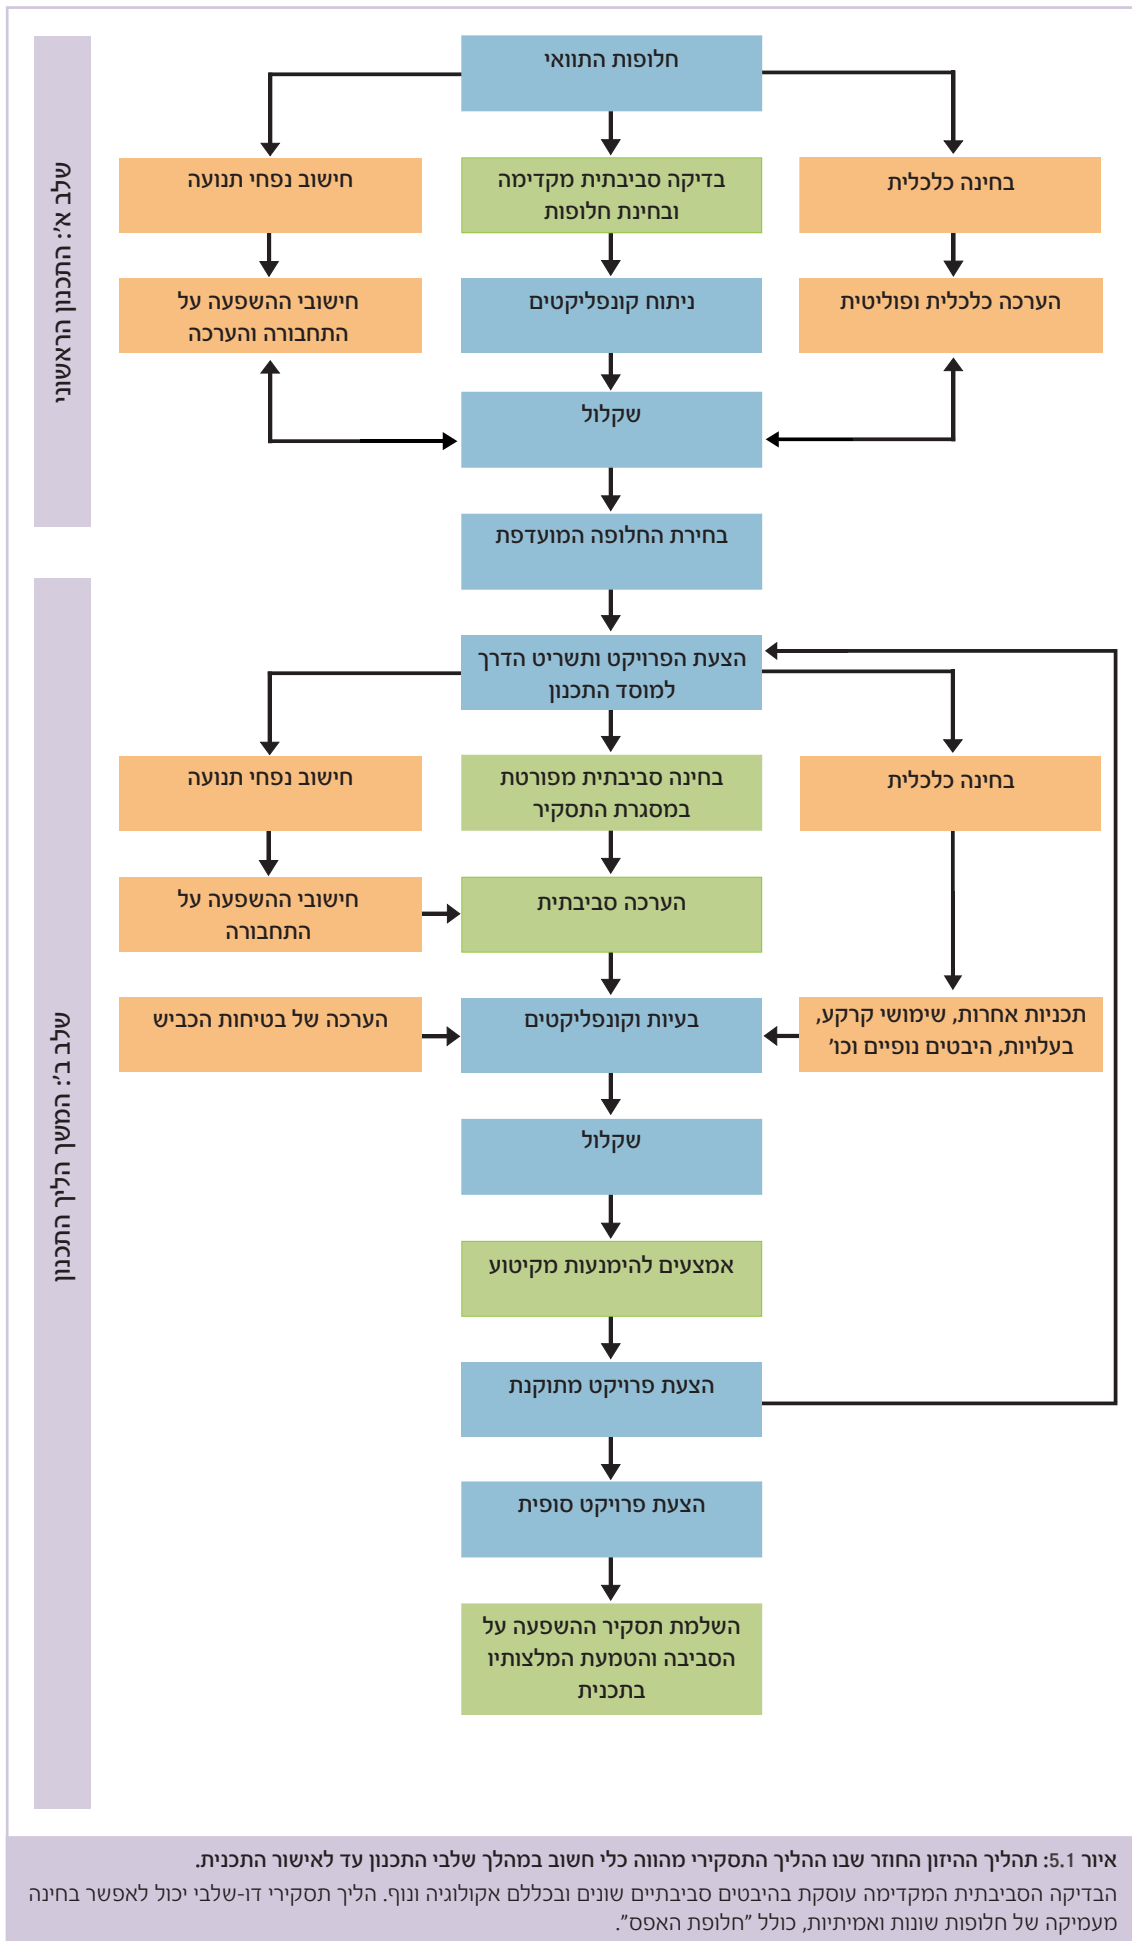 שלב א': התכנון הראשוני
חלופות התוואי
בחינה כלכלית
בדיקה סביבתית מקדימה
ובחינת חלופות
חישוב נפחי תנועה
הערכה כלכלית ופוליטית
ניתוח קונפליקטים
חישובי ההשפעה על
התחבורה והערכה
שקלול
בחירת החלופה המועדפת
שלב ב': המשך הליך התכנון
הצעת הפרויקט ותשריט הדרך
למוסד התכנון
בחינה כלכלית
בחינה סביבתית מפורטת
במסגרת התסקיר
חישוב נפחי תנועה
הערכה סביבתית
חישובי ההשפעה על
התחבורה
תכניות אחרות, שימושי קרקע,
בעלויות, היבטים נופיים וכו'
בעיות וקונפליקטים
הערכה של בטיחות הכביש
שקלול
אמצעים להימנעות מקיטוע
הצעת פרויקט מתוקנת
הצעת פרויקט סופית
השלמת תסקיר ההשפעה על
הסביבה והטמעת המלצותיו
בתכנית
איור 5.1: תהליך ההיזון החוזר שבו ההליך התסקירי מהווה כלי חשוב במהלך שלבי התכנון עד לאישור התכנית.
הבדיקה הסביבתית המקדימה עוסקת בהיבטים סביבתיים שונים ובכללם אקולוגיה ונוף. הליך תסקירי דו-שלבי יכול לאפשר בחינה
מעמיקה של חלופות שונות ואמיתיות, כולל "חלופת האפס".